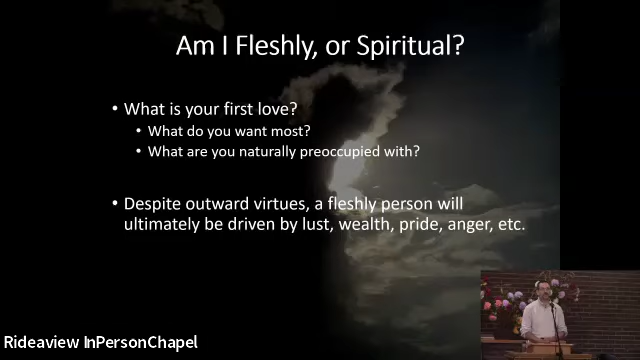 Am I Fleshly, or Spiritual?
• What is your first love?
• What do you want most?
• What are you naturally preoccupied with?
• Despite outward virtues, a fleshly person will
ultimately be driven by lust, wealth, pride, anger, etc.
Rideaview InPersonChapel